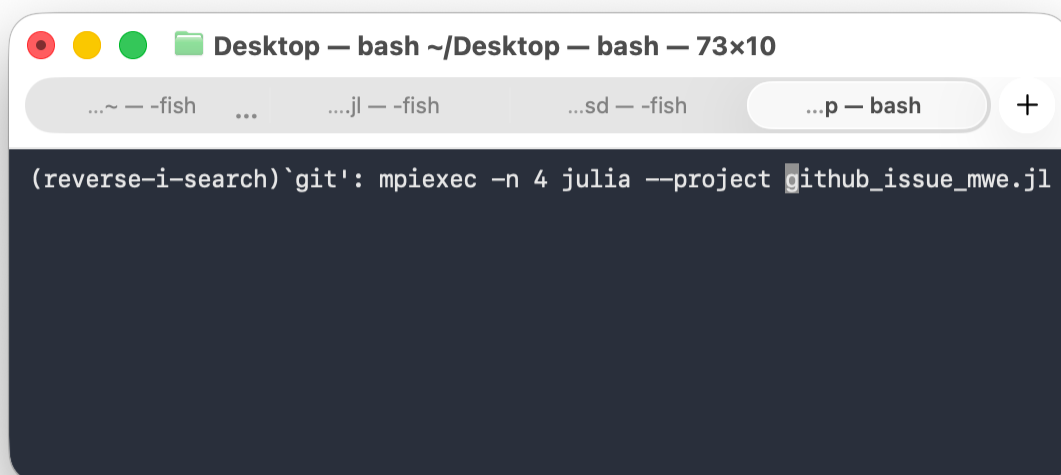 Desktop — bash ~/Desktop — bash — 73×10
...~ — -fish ... ....jl — -fish ...sd — -fish ...p — bash +
(reverse-i-search)`git': mpiexec -n 4 julia --project github_issue_mwe.jl